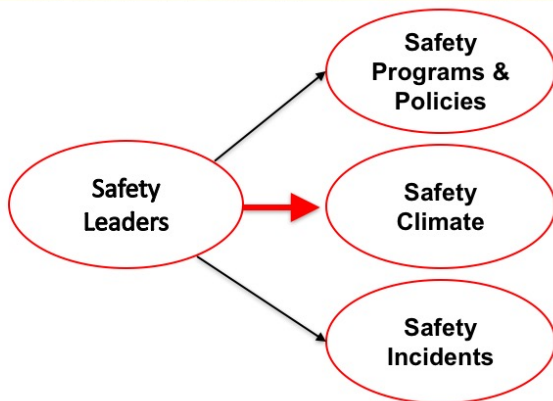 Safety
Programs &
Policies
Safety
Leaders
Safety
Climate
Safety
Incidents